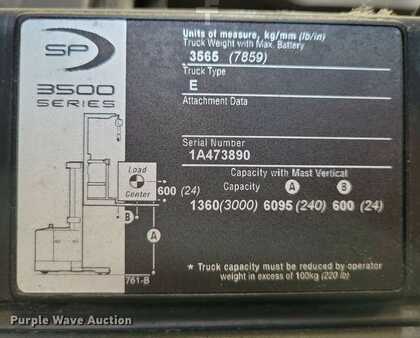 SP
3500
SERIES
Units of measure, kg/mm (lb/in)
Truck Weight with Max. Battery
3565 (7859)
Truck Type
E
Attachment Data
Serial Number
1A473890
Capacity with Mast Vertical
Capacity A B
1360(3000) 6095 (240) 600 (24)
* Truck capacity must be reduced by operator
weight in excess of 100kg (220 lb)
Load
Center
600 (24)
B
A
761-B
Purple Wave Auction